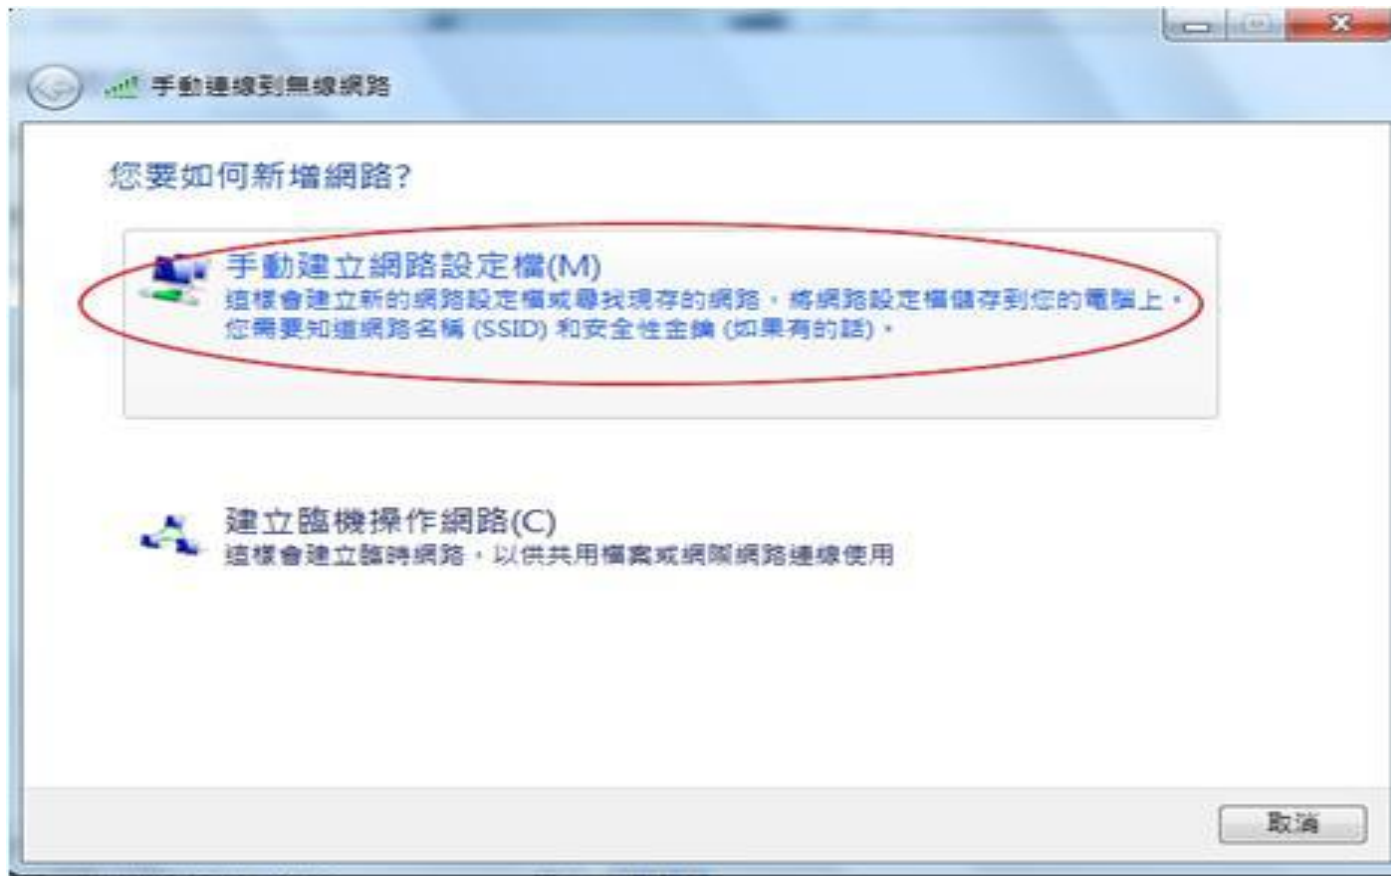 手動連線到無線網路
您要如何新增網路?
手動建立網路設定檔(M)
這樣會建立新的網路設定檔或尋找現存的網路，將網路設定檔儲存到您的電腦上。
您需要知道網路名稱 (SSID) 和安全性金鑰 (如果有的話)。
建立臨機操作網路(C)
這樣會建立臨時網路，以供共用檔案或網際網路連線使用
取消